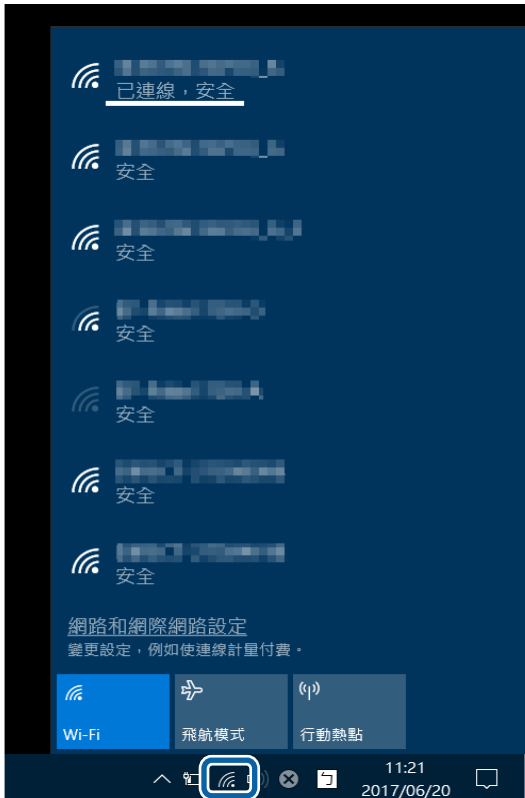 已連線，安全
安全
安全
安全
安全
安全
安全
網路和網際網路設定
變更設定，例如使連線計量付費。
Wi-Fi
飛航模式
行動熱點
ㄅ
11:21
2017/06/20